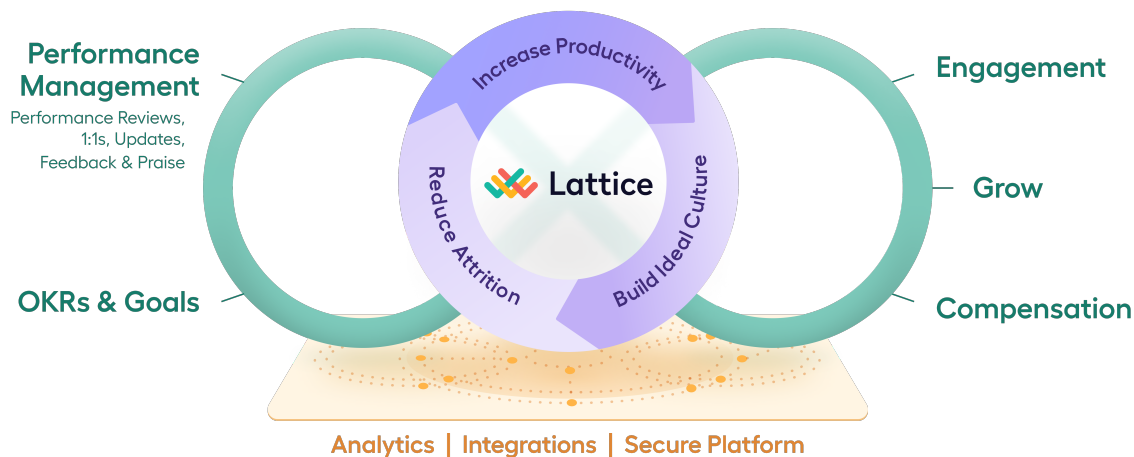 Performance
Management
Performance Reviews,
1:1s, Updates,
Feedback & Praise
OKRs & Goals
Increase Productivity
Reduce Attrition
Build Ideal Culture
Lattice
Engagement
Grow
Compensation
Analytics | Integrations | Secure Platform